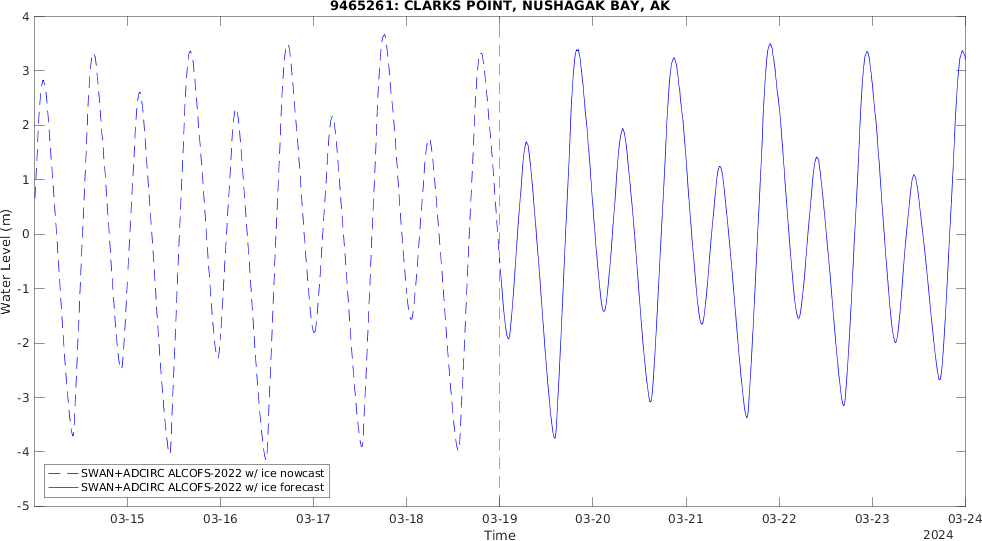 9465261: CLARKS POINT, NUSHAGAK BAY, AK
4
3
2
1
0
-1
-2
-3
-4
-5
Water Level (m)
SWAN+ADCIRC ALCOFS-2022 w/ ice nowcast
SWAN+ADCIRC ALCOFS-2022 w/ ice forecast
03-15 03-16 03-17 03-18 03-19 03-20 03-21 03-22 03-23 03-24
Time
2024